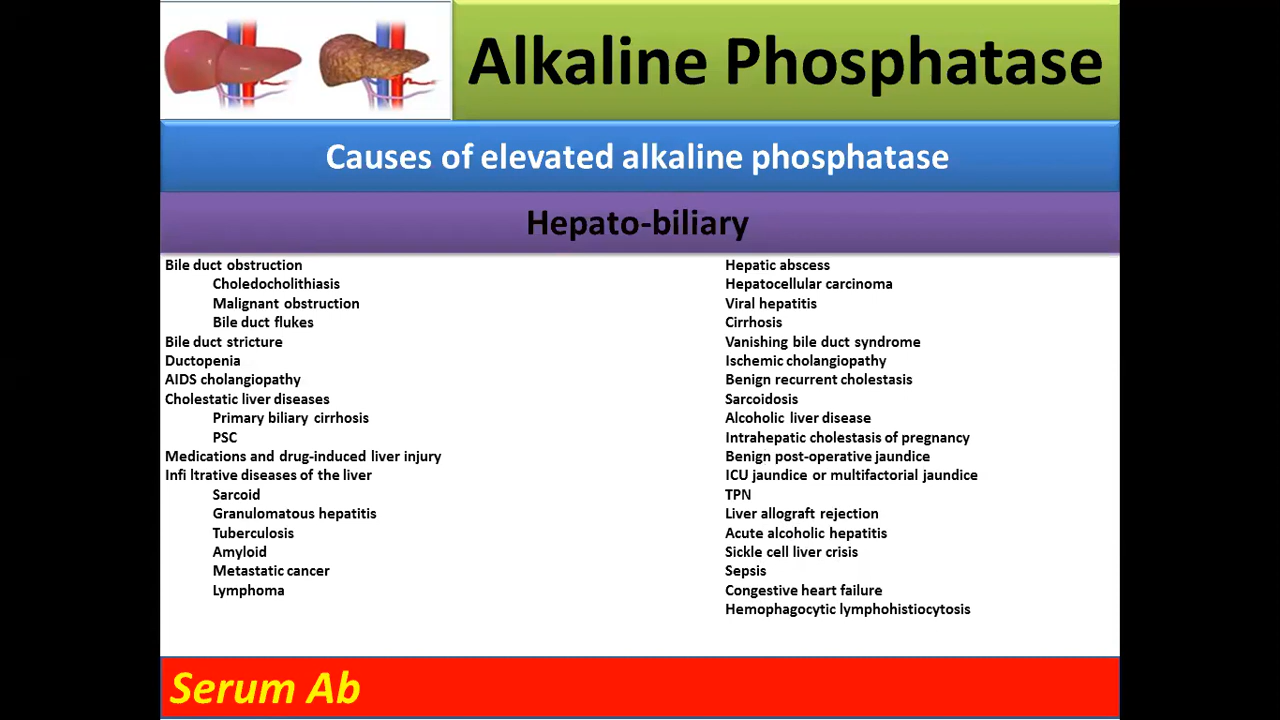 Alkaline Phosphatase
Causes of elevated alkaline phosphatase
Hepato-biliary
Bile duct obstruction
Choledocholithiasis
Malignant obstruction
Bile duct flukes
Bile duct stricture
Ductopenia
AIDS cholangiopathy
Cholestatic liver diseases
Primary biliary cirrhosis
PSC
Medications and drug-induced liver injury
Infi ltrative diseases of the liver
Sarcoid
Granulomatous hepatitis
Tuberculosis
Amyloid
Metastatic cancer
Lymphoma
Hepatic abscess
Hepatocellular carcinoma
Viral hepatitis
Cirrhosis
Vanishing bile duct syndrome
Ischemic cholangiopathy
Benign recurrent cholestasis
Sarcoidosis
Alcoholic liver disease
Intrahepatic cholestasis of pregnancy
Benign post-operative jaundice
ICU jaundice or multifactorial jaundice
TPN
Liver allograft rejection
Acute alcoholic hepatitis
Sickle cell liver crisis
Sepsis
Congestive heart failure
Hemophagocytic lymphohistiocytosis
Serum Ab